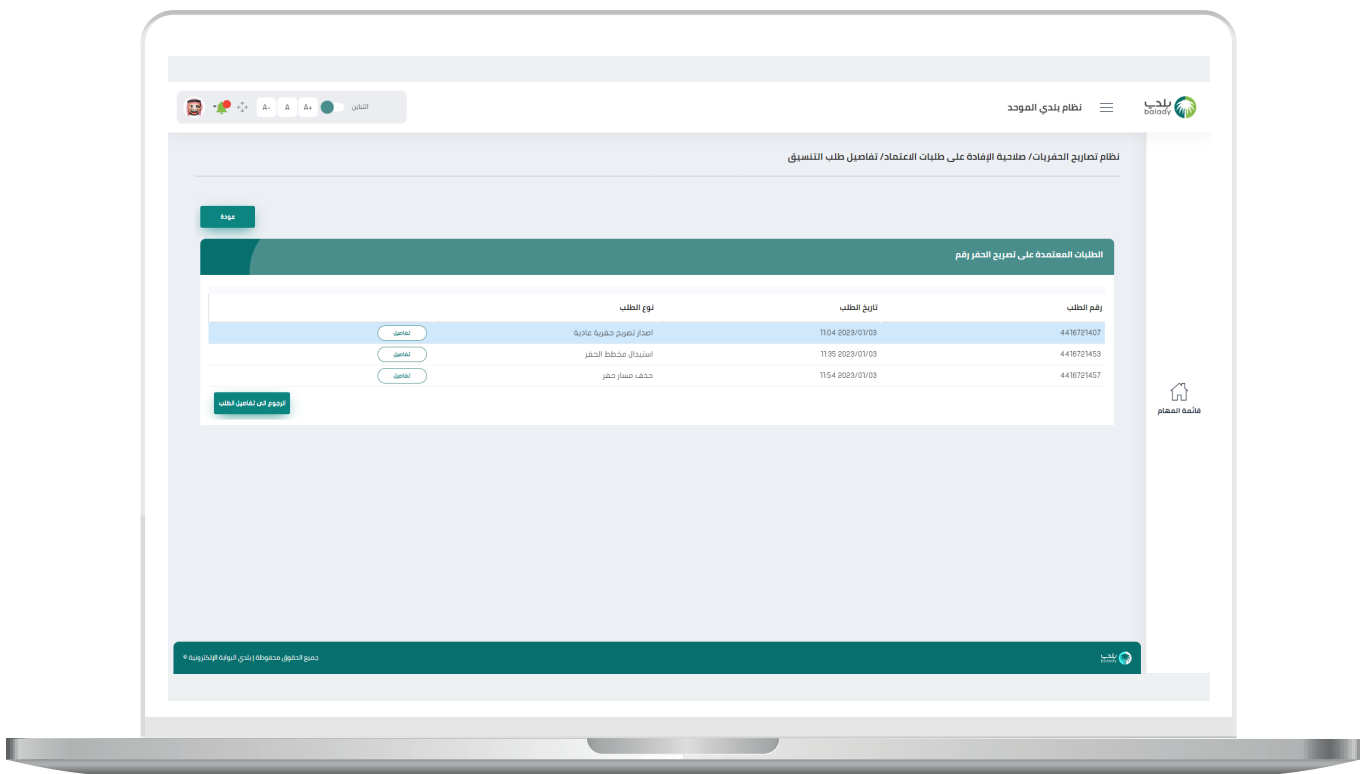 بلدي
balady
نظام بلدي الموحد
التباين
A+
A
A-
نظام تصاريح الحفريات/ صلاحية الإفادة على طلبات الاعتماد/ تفاصيل طلب التنسيق
عودة
الطلبات المعتمدة على تصريح الحفر رقم
رقم الطلب تاريخ الطلب نوع الطلب
4416721407 2023/01/03 11:04 اصدار تصريح حفرية عادية تفاصيل
4416721453 2023/01/03 11:35 استبدال مخطط الحفر تفاصيل
4416721457 2023/01/03 11:54 حذف مسار حفر تفاصيل
الرجوع الى تفاصيل الطلب
قائمة المهام
بلدي
balady
جميع الحقوق محفوظة | بلدي البوابة الإلكترونية ©